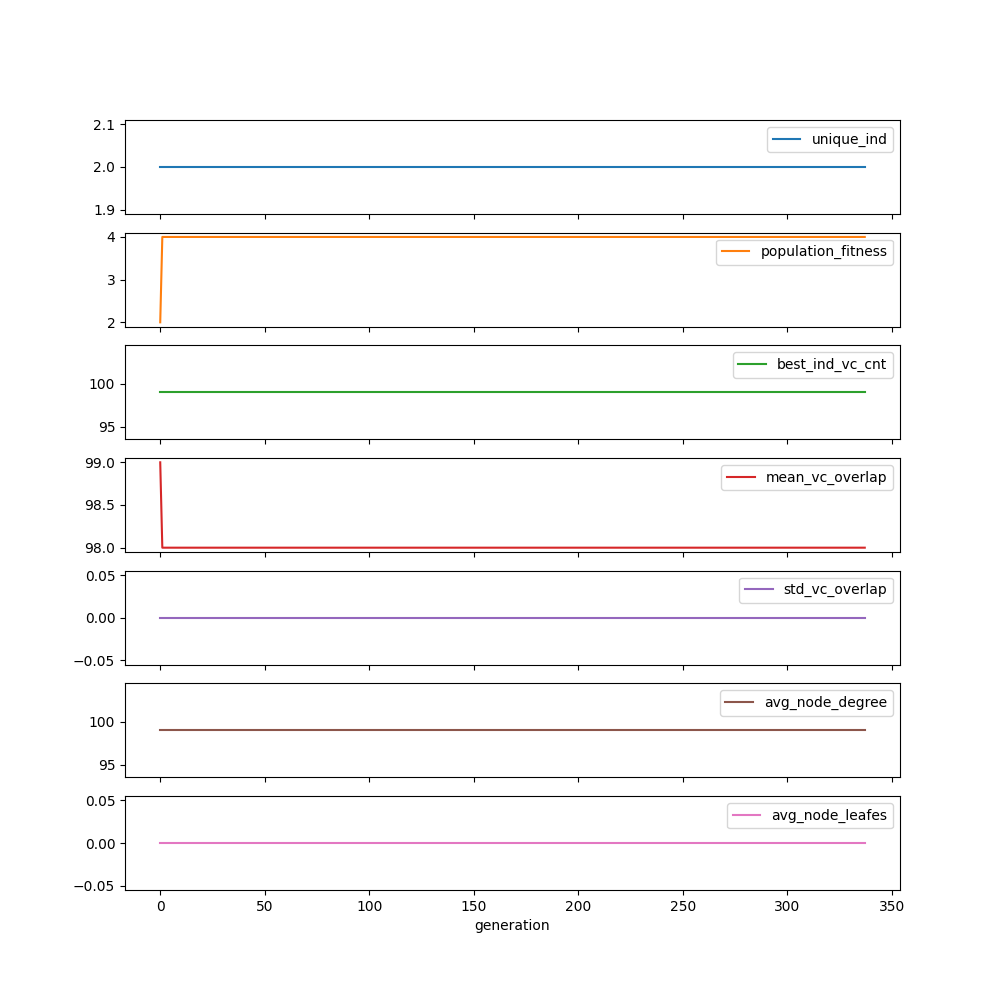 2.1
2.0
1.9
unique_ind
4
3
2
population_fitness
100
95
best_ind_vc_cnt
99.0
98.5
98.0
mean_vc_overlap
0.05
0.00
−0.05
std_vc_overlap
100
95
avg_node_degree
0.05
0.00
−0.05
avg_node_leafes
0 50 100 150 200 250 300 350
generation